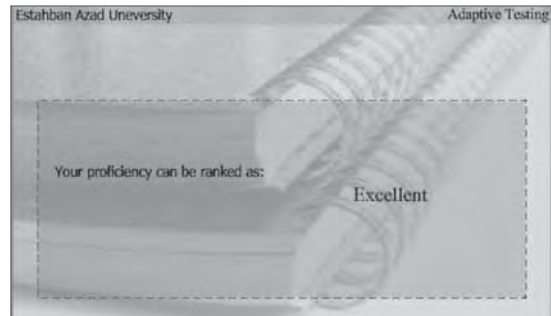 Estahban Azad Uneversity
Adaptive Testing
Your proficiency can be ranked as:
Excellent